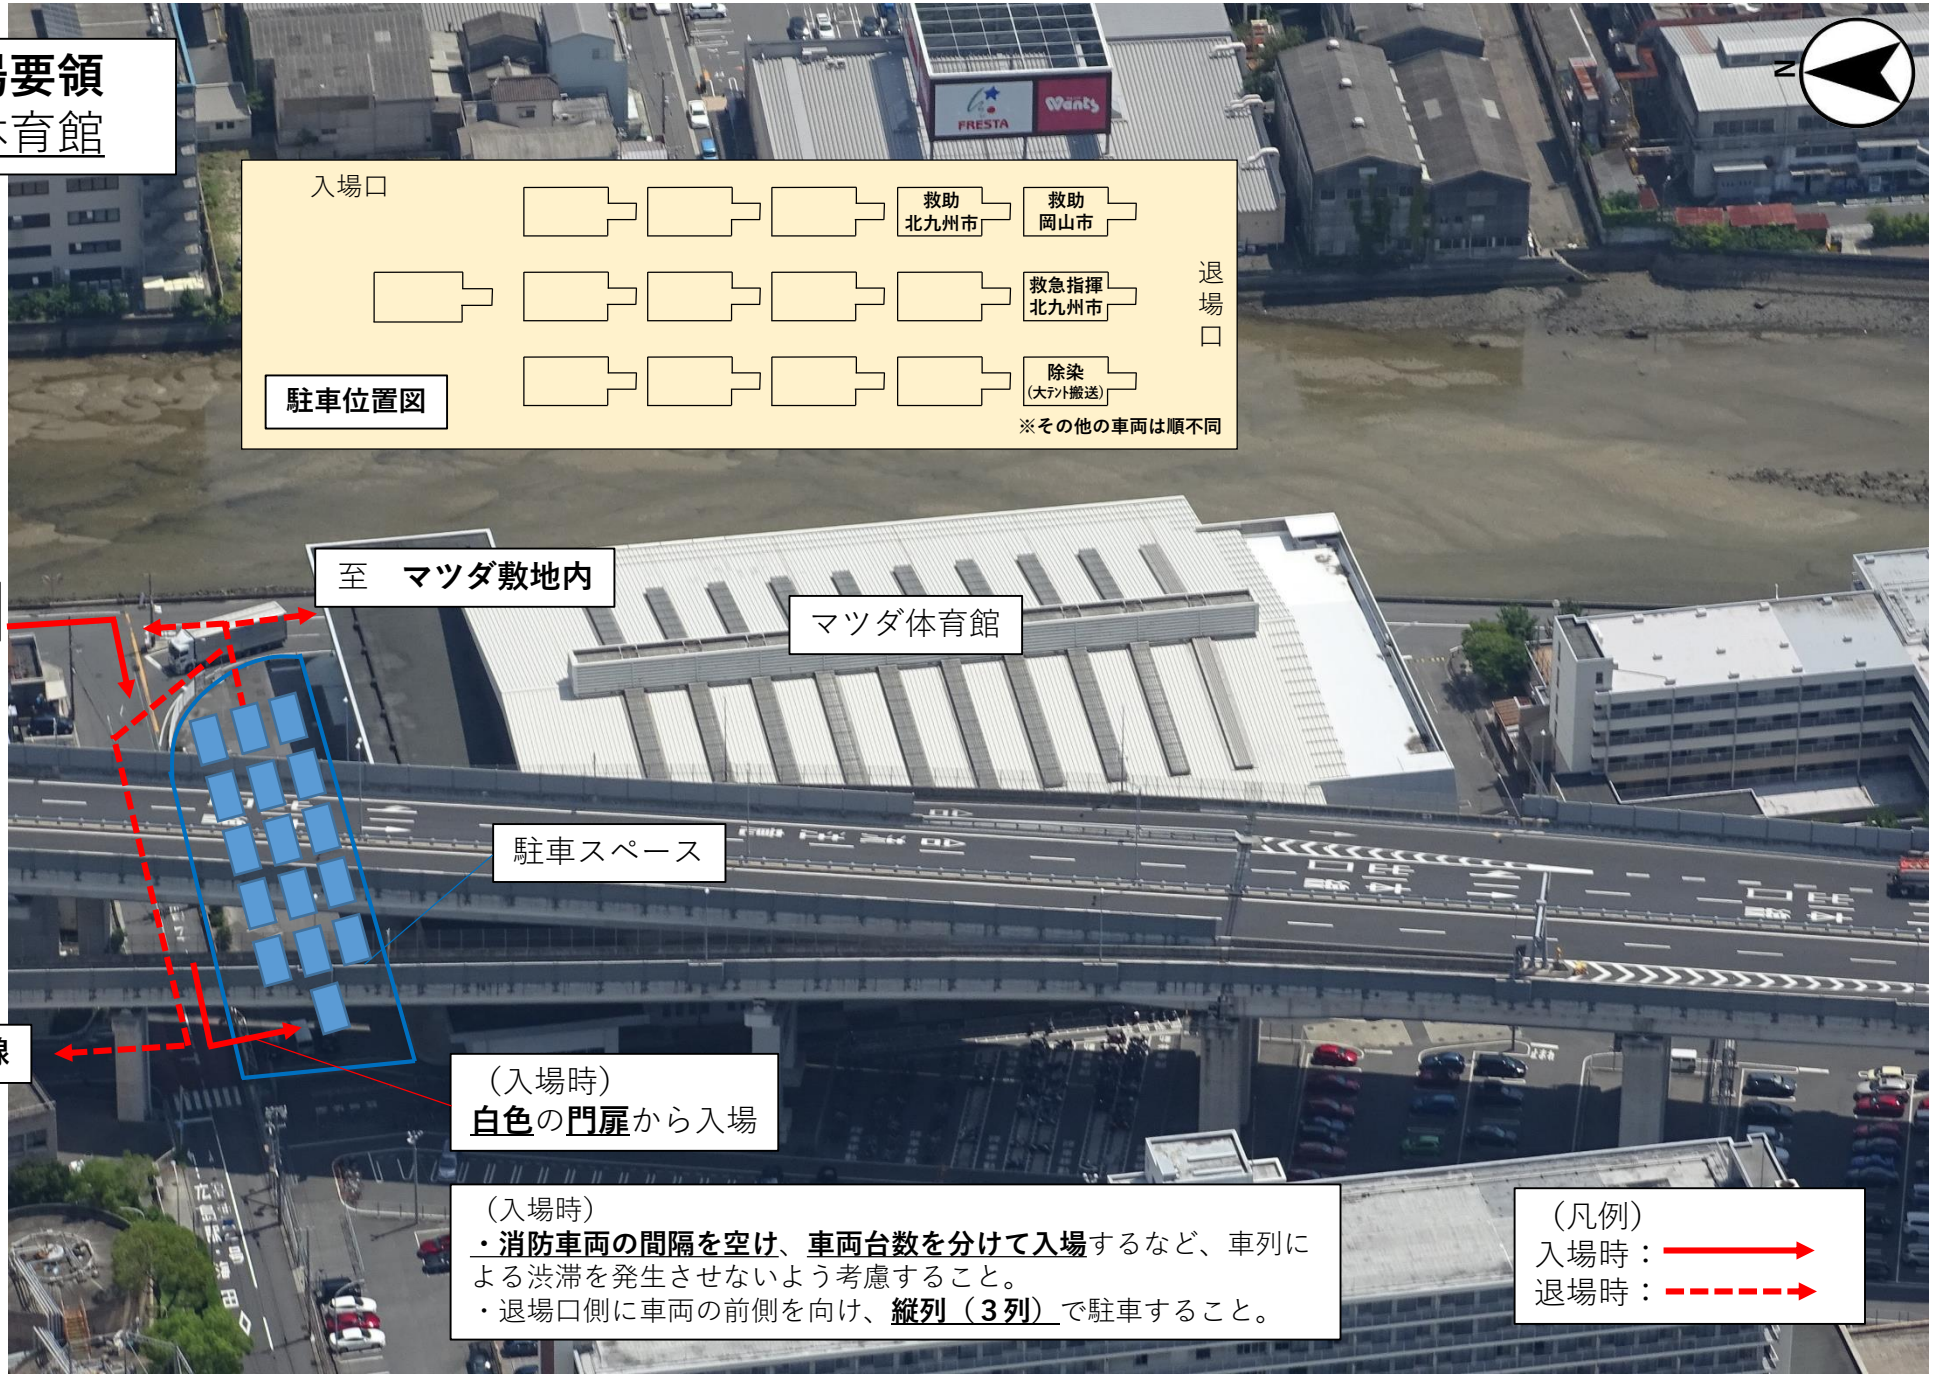 場要領
体育館
N
FRESTA
Wants
入場口
救助
北九州市
救助
岡山市
救急指揮
北九州市
退場口
除染
(大テント搬送)
駐車位置図
※その他の車両は順不同
至　マツダ敷地内
マツダ体育館
駐車スペース
線
（入場時）
白色の門扉から入場
（入場時）
・消防車両の間隔を空け、車両台数を分けて入場するなど、車列に
よる渋滞を発生させないよう考慮すること。
・退場口側に車両の前側を向け、縦列（３列）で駐車すること。
（凡例）
入場時：
退場時：